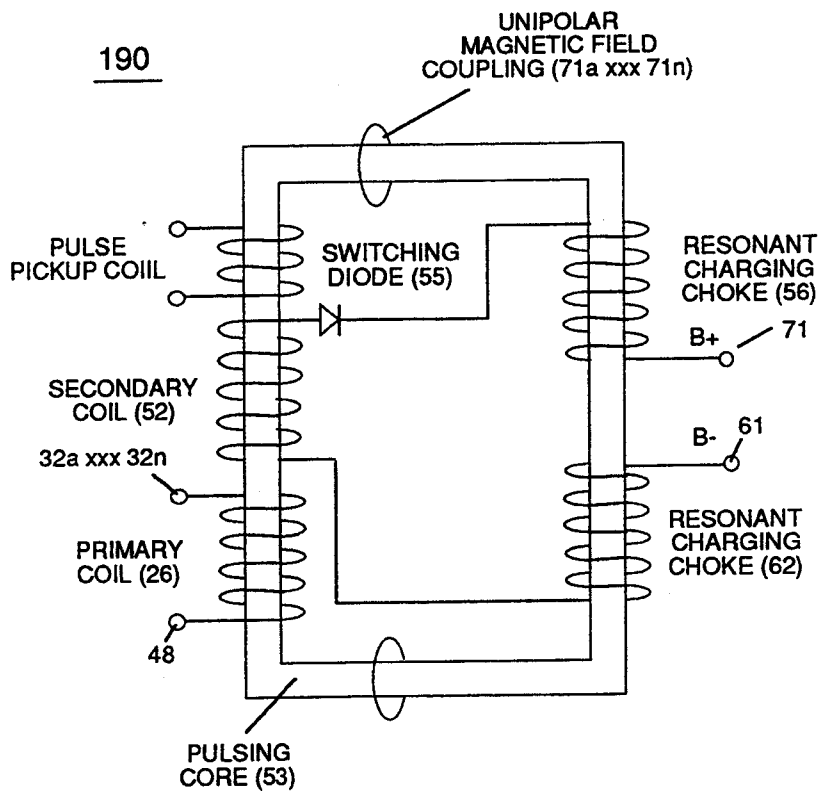 190
UNIPOLAR
MAGNETIC FIELD
COUPLING (71a xxx 71n)
PULSE
PICKUP COIIL
SWITCHING
DIODE (55)
RESONANT
CHARGING
CHOKE (56)
B+
71
SECONDARY
COIL (52)
B-
61
32a xxx 32n
PRIMARY
COIL (26)
RESONANT
CHARGING
CHOKE (62)
48
PULSING
CORE (53)